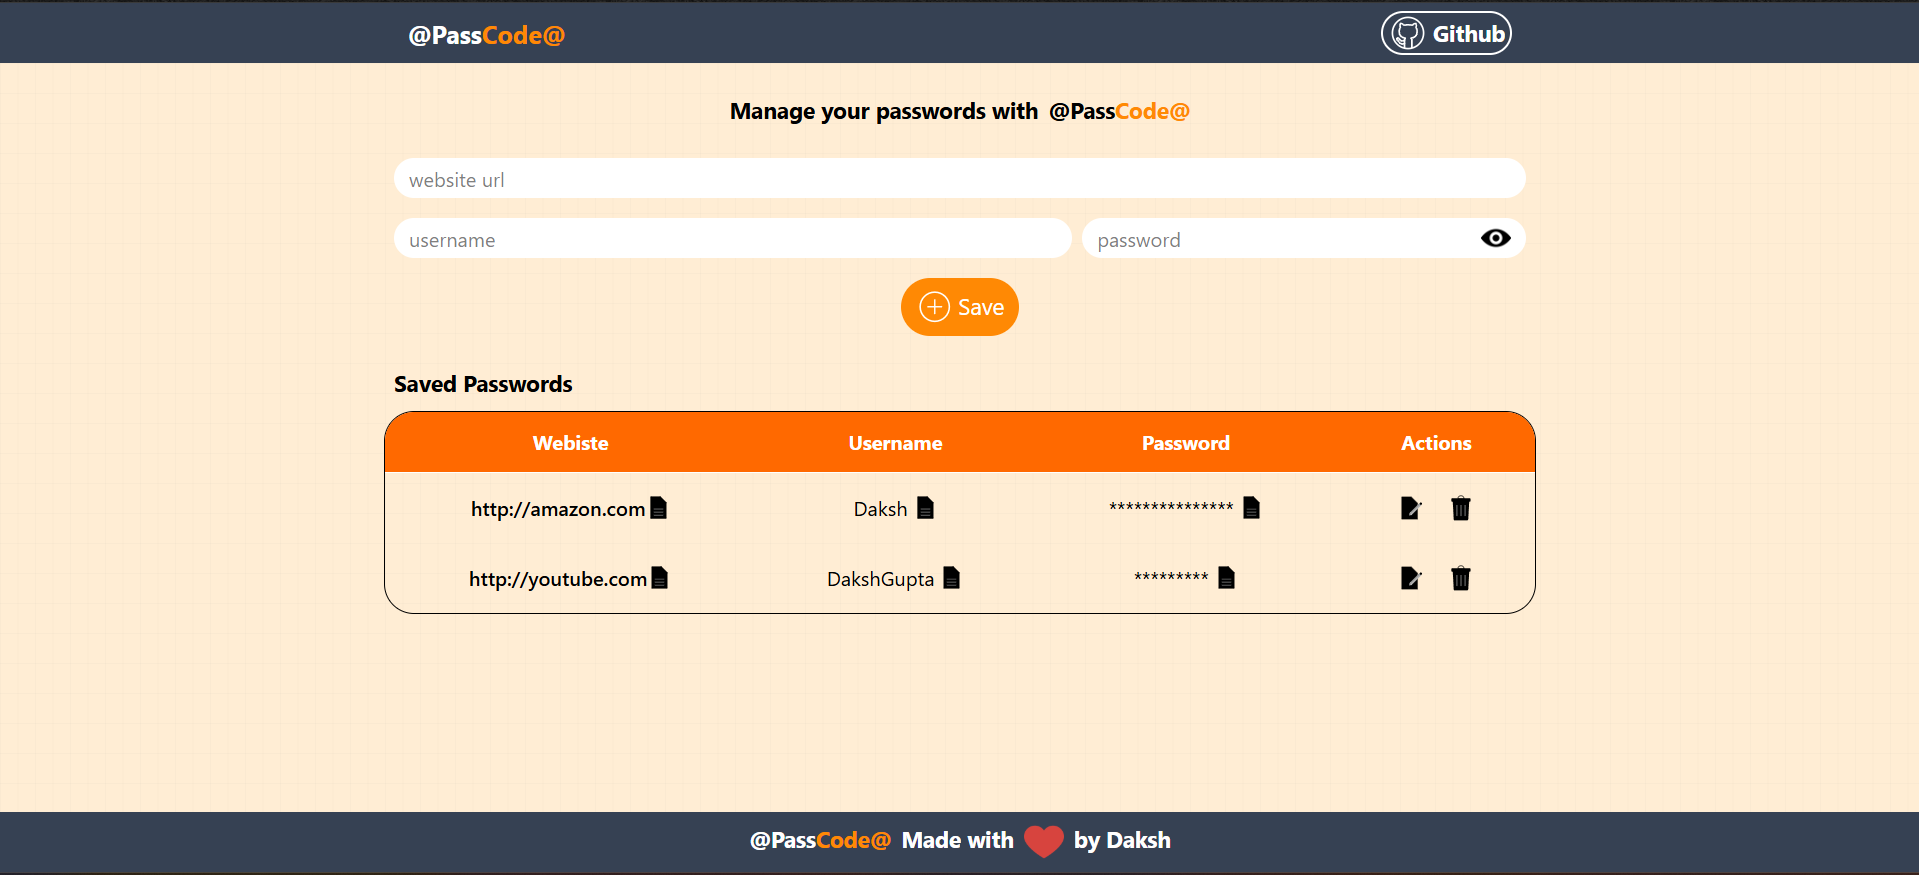 @PassCode@ Github
Manage your passwords with @PassCode@
website url
username password
Save
Saved Passwords
Webiste Username Password Actions
http://amazon.com Daksh ***************
http://youtube.com DakshGupta *********
@PassCode@ Made with by Daksh